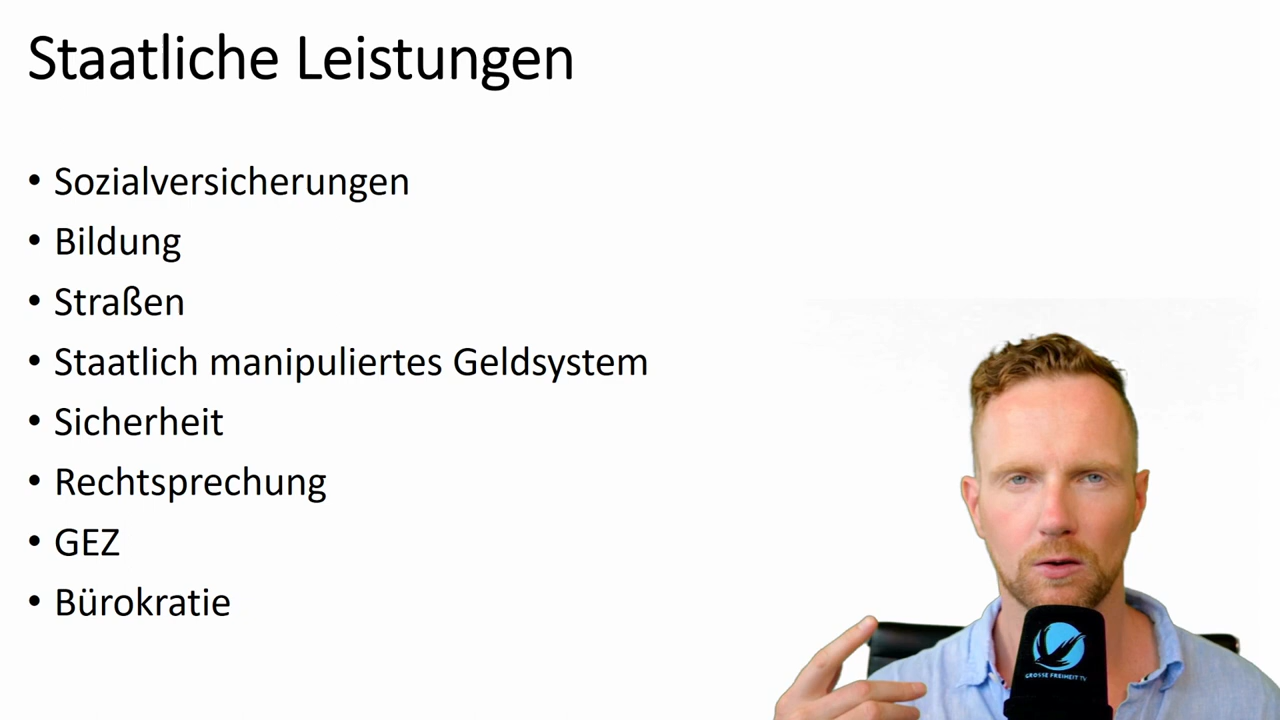 Staatliche Leistungen
• Sozialversicherungen
• Bildung
• Straßen
• Staatlich manipuliertes Geldsystem
• Sicherheit
• Rechtsprechung
• GEZ
• Bürokratie
GROSSE FREIHEIT TV